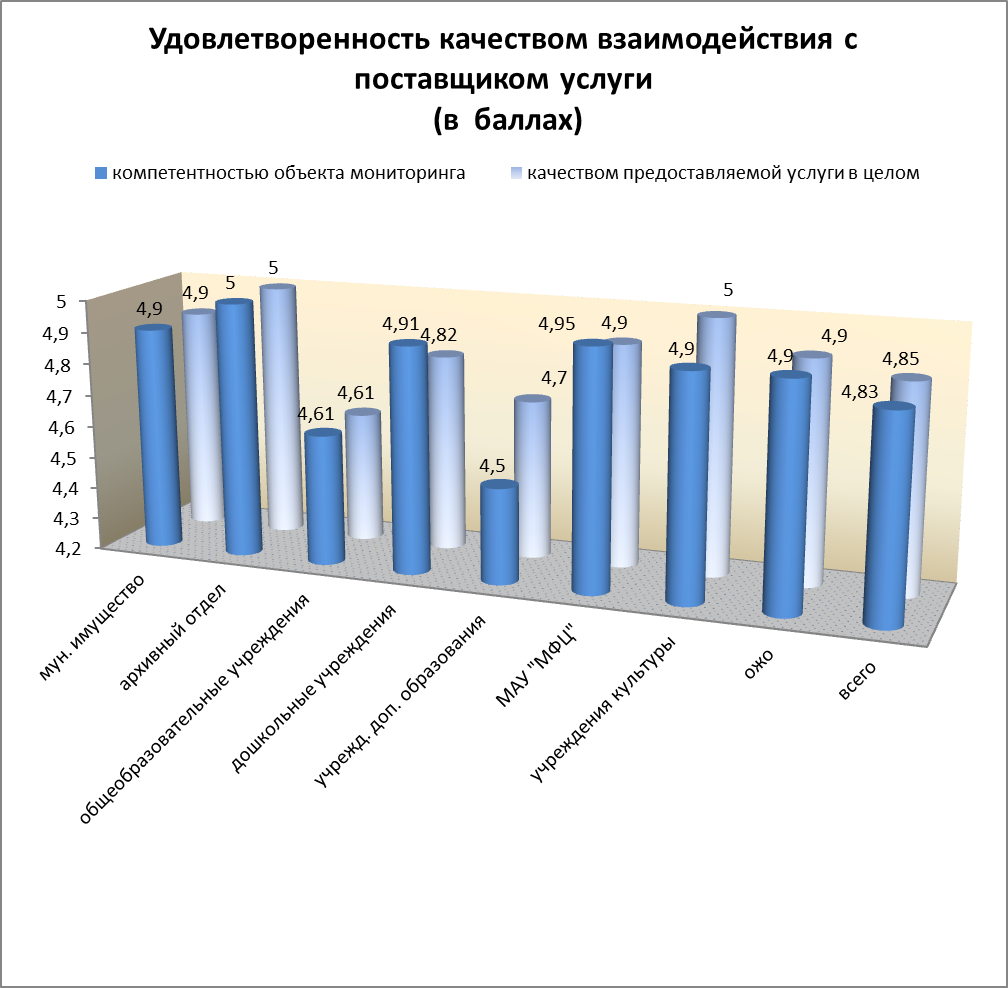 Удовлетворенность качеством взаимодействия с
поставщиком услуги
(в баллах)
компетентностью объекта мониторинга
качеством предоставляемой услуги в целом
5
4,9
4,8
4,7
4,6
4,5
4,4
4,3
4,2
4,9
4,9
5
5
4,61
4,61
4,91
4,82
4,5
4,7
4,95
4,9
4,9
5
4,9
4,9
4,83
4,85
мун. имущество
архивный отдел
общеобразовательные учреждения
дошкольные учреждения
учрежд. доп. образования
МАУ "МФЦ"
учреждения культуры
ожо
всего